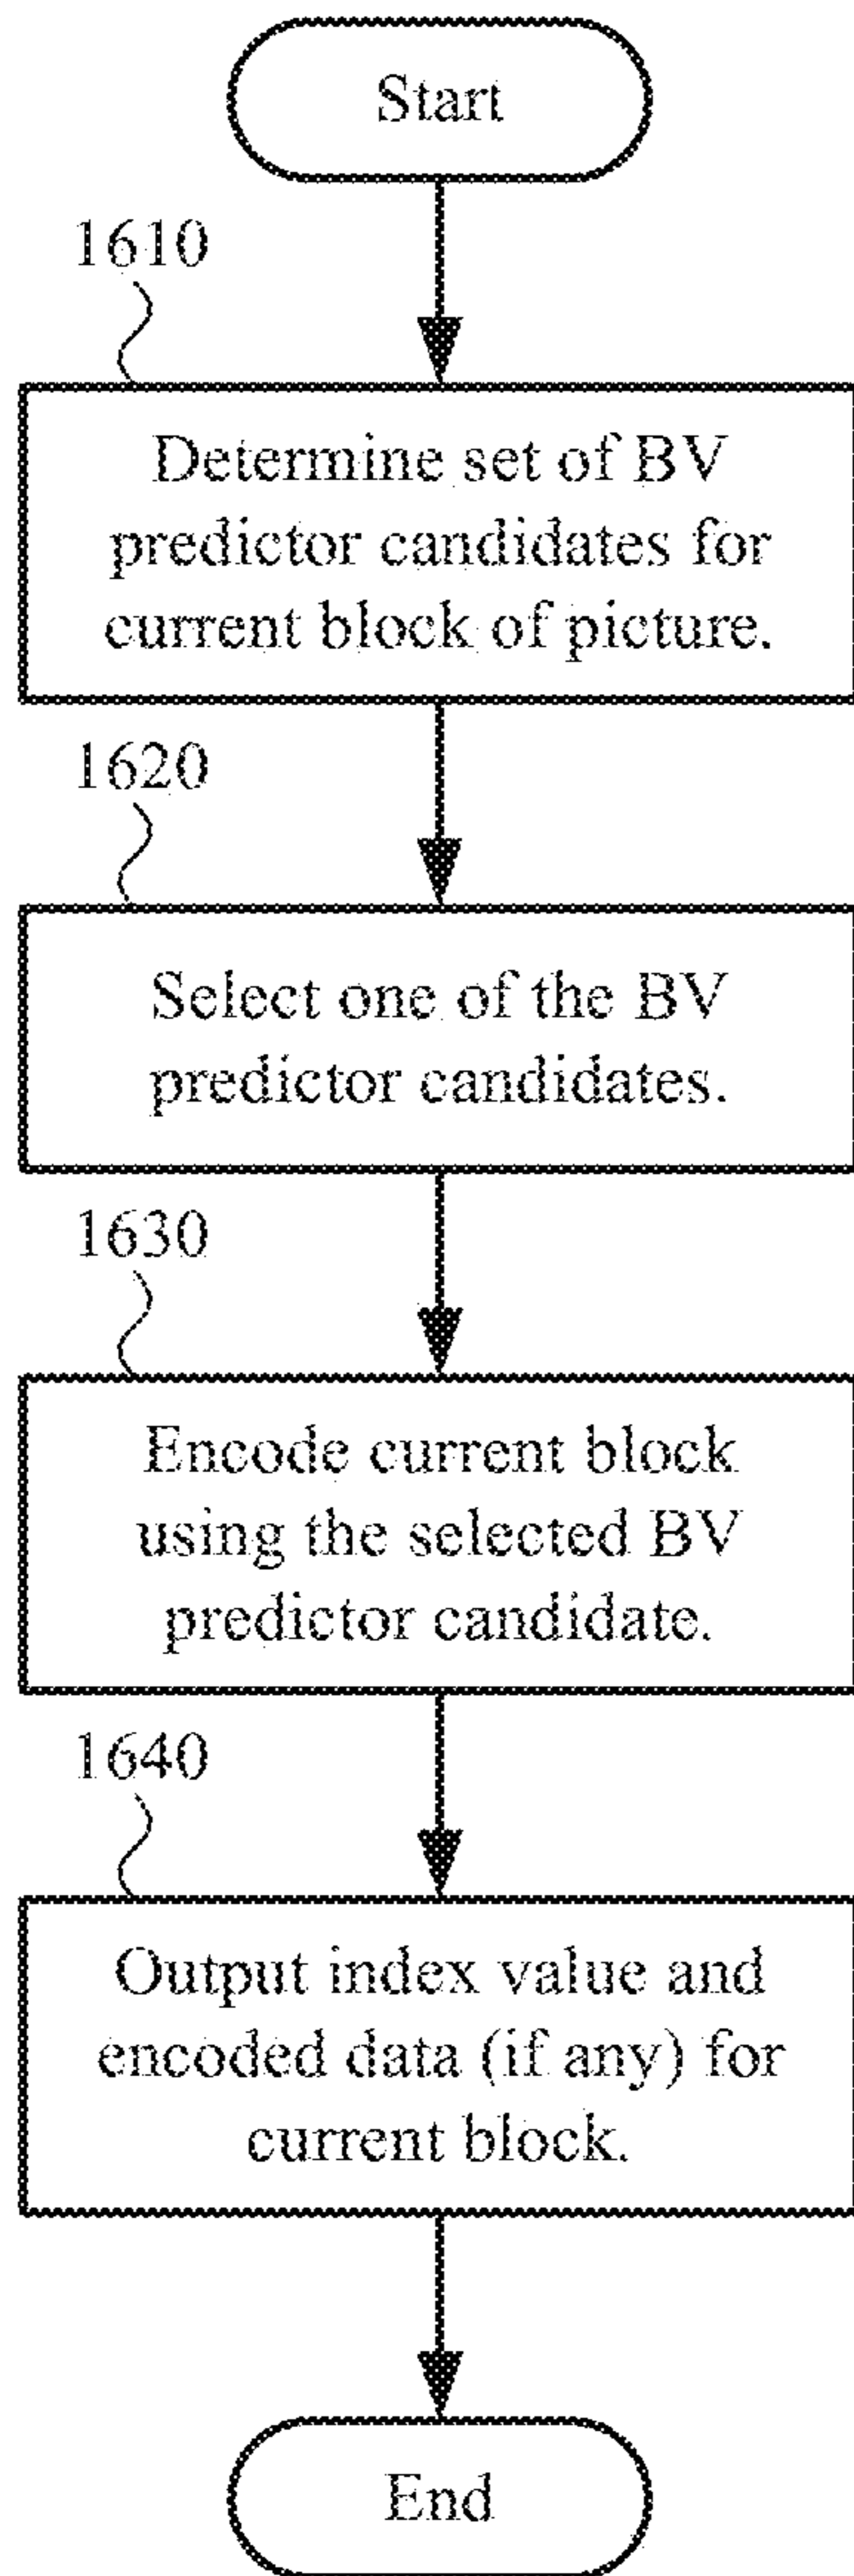 Start
1610
Determine set of BV
predictor candidates for
current block of picture.
1620
Select one of the BV
predictor candidates.
1630
Encode current block
using the selected BV
predictor candidate.
1640
Output index value and
encoded data (if any) for
current block.
End